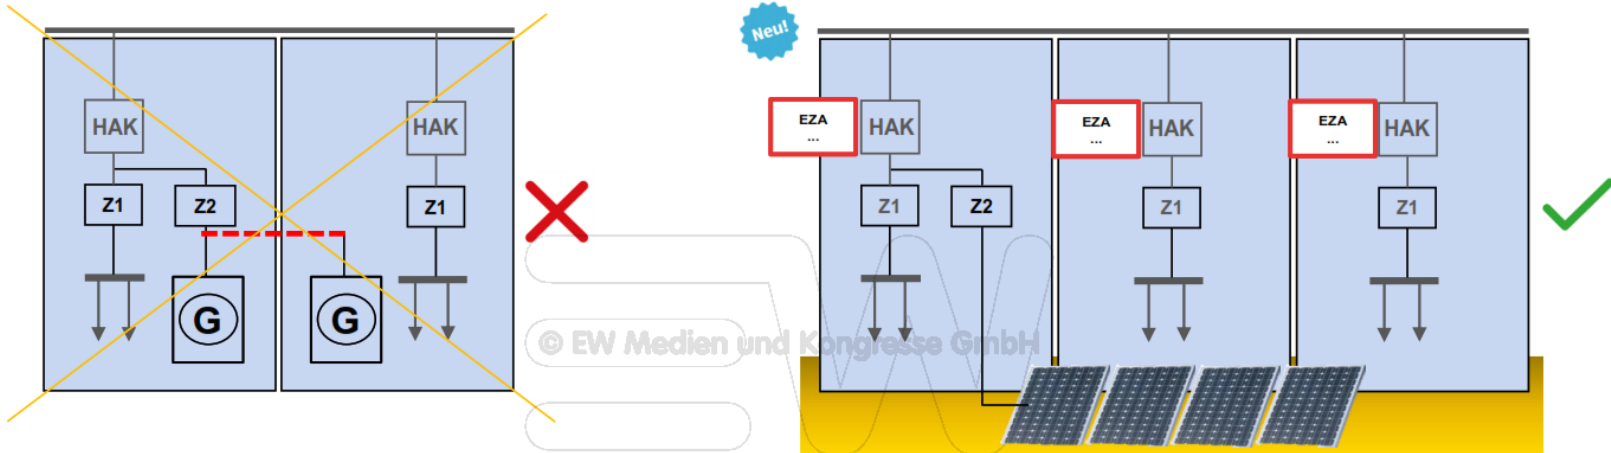 Neu!
HAK
HAK
Z1
Z2
Z1
G
G
EZA
...
HAK
EZA
...
HAK
EZA
...
HAK
Z1
Z2
Z1
Z1
© EW Medien und Kongresse GmbH